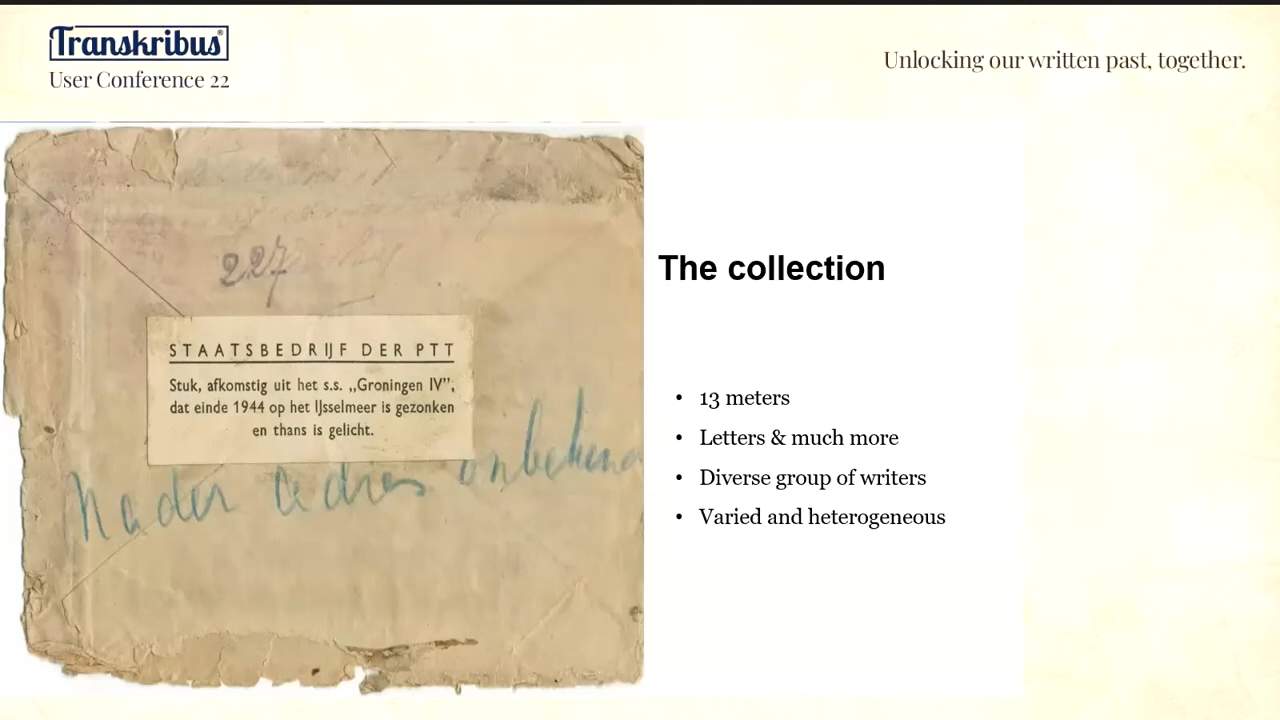 Transkribus
User Conference 22
Unlocking our written past, together.
227
STAATSBEDRIJF DER PTT
Stuk, afkomstig uit het s.s. „Groningen IV”,
dat einde 1944 op het IJsselmeer is gezonken
en thans is gelicht.
Nader adres onbekend
The collection
• 13 meters
• Letters & much more
• Diverse group of writers
• Varied and heterogeneous